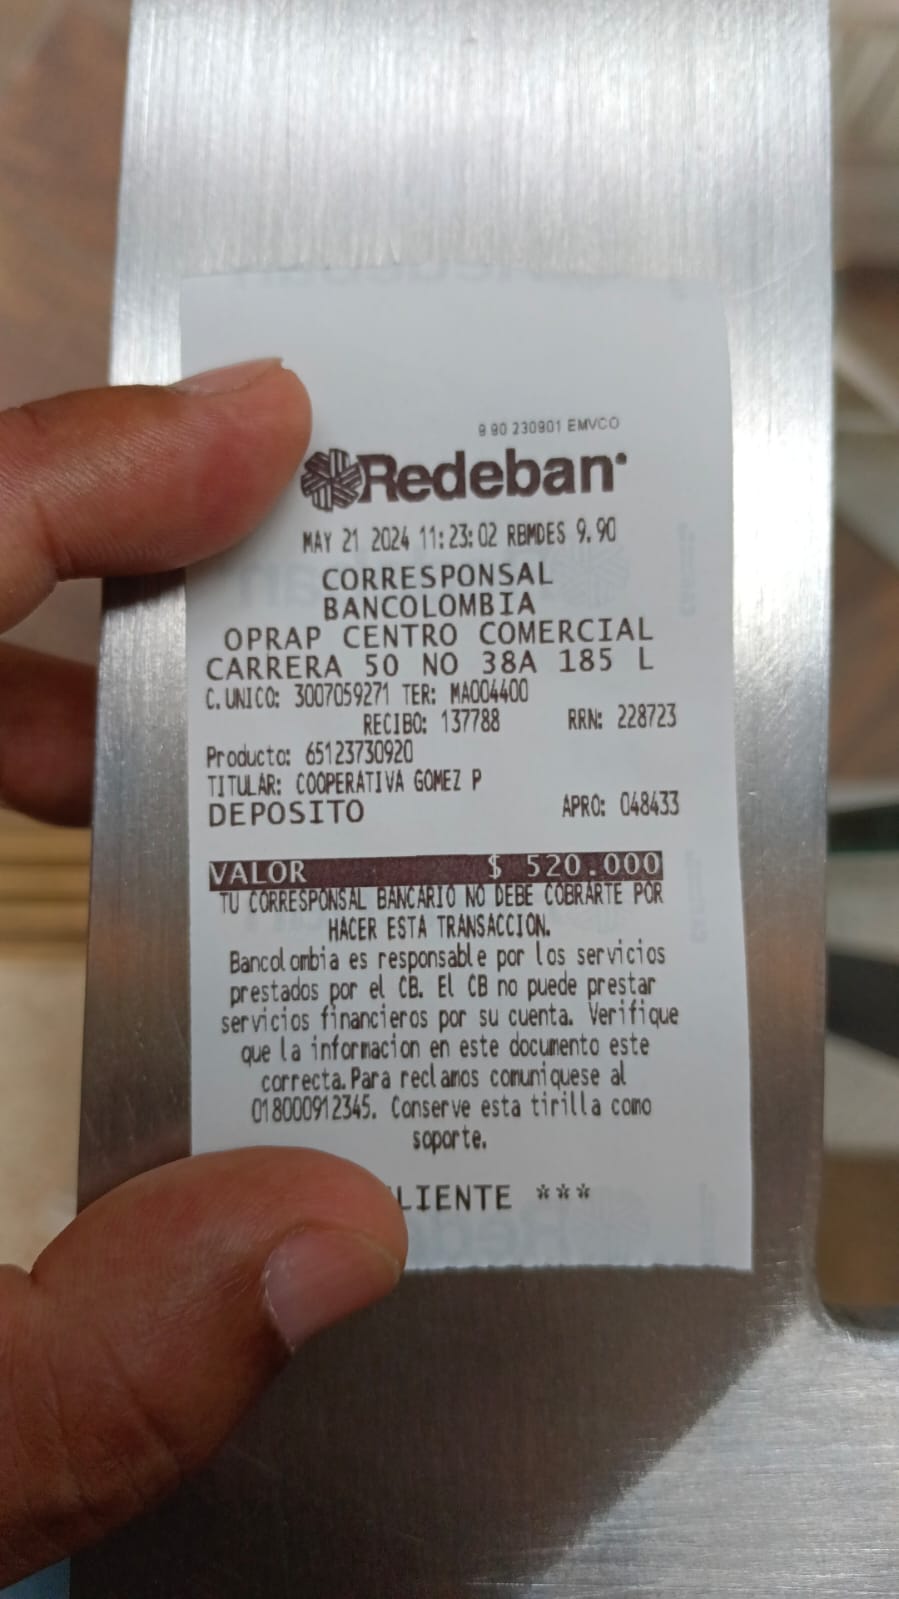 9 90 230901 EMVCO
Redeban
MAY 21 2024 11:23:02 RBMDES 9.90
CORRESPONSAL
BANCOLOMBIA
OPRAP CENTRO COMERCIAL
CARRERA 50 NO 38A 185 L
C. UNICO: 3007059271 TER: MA004400
RECIBO: 137788 RRN: 228723
Producto: 65123730920
TITULAR: COOPERATIVA GOMEZ P
DEPOSITO APRO: 048433
VALOR $ 520.000
TU CORRESPONSAL BANCARIO NO DEBE COBRARTE POR
HACER ESTA TRANSACCION.
Bancolombia es responsable por los servicios
prestados por el CB. El CB no puede prestar
servicios financieros por su cuenta. Verifique
que la informacion en este documento este
correcta. Para reclamos comuniquese al
018000912345. Conserve esta tirilla como
soporte.
LIENTE ***